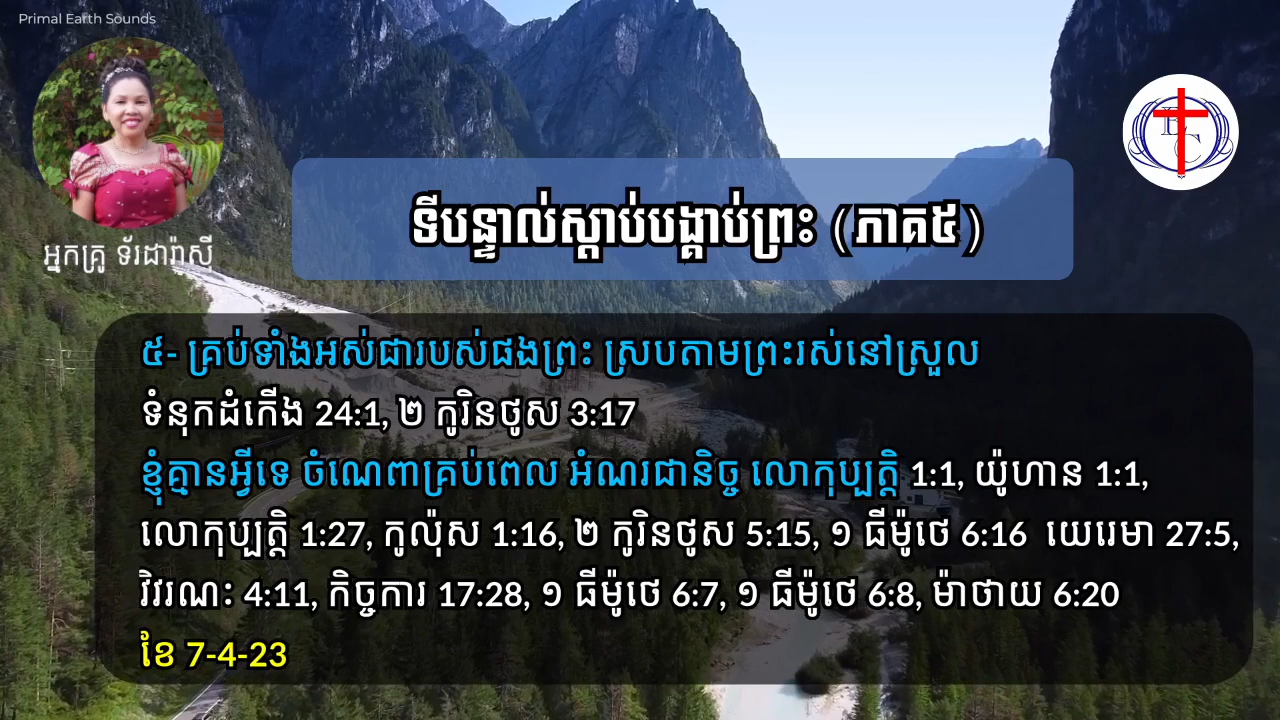 Primal Earth Sounds
អ្នកគ្រូ ទ័រដារ៉ាស៊ី
ទីបន្ទាល់ស្ដាប់បង្គាប់ព្រះ (ភាគ៥)
៥- គ្រប់ទាំងអស់ជារបស់ផងព្រះ ស្របតាមព្រះរស់នៅស្រួល
ទំនុកដំកើង 24:1, ២ កូរិនថូស 3:17
ខ្ញុំគ្មានអ្វីទេ ចំណេពាគ្រប់ពេល អំណរជានិច្ច លោកុប្បត្តិ 1:1, យ៉ូហាន 1:1,
លោកុប្បត្តិ 1:27, កូល៉ុស 1:16, ២ កូរិនថូស 5:15, ១ ធីម៉ូថេ 6:16 យេរេមា 27:5,
វិវរណៈ 4:11, កិច្ចការ 17:28, ១ ធីម៉ូថេ 6:7, ១ ធីម៉ូថេ 6:8, ម៉ាថាយ 6:20
ខែ 7-4-23